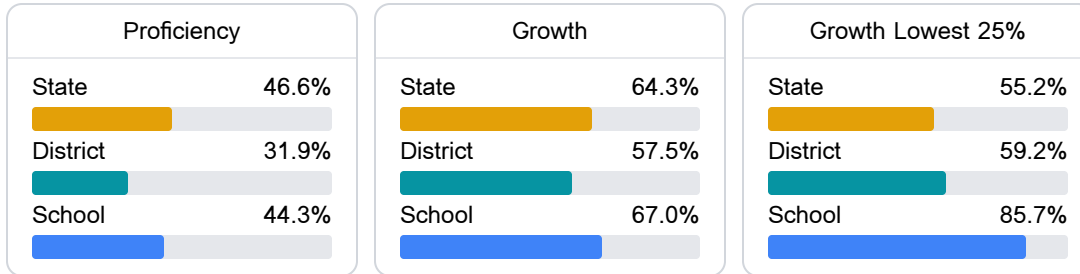 Proficiency
State 46.6%
District 31.9%
School 44.3%
Growth
State 64.3%
District 57.5%
School 67.0%
Growth Lowest 25%
State 55.2%
District 59.2%
School 85.7%